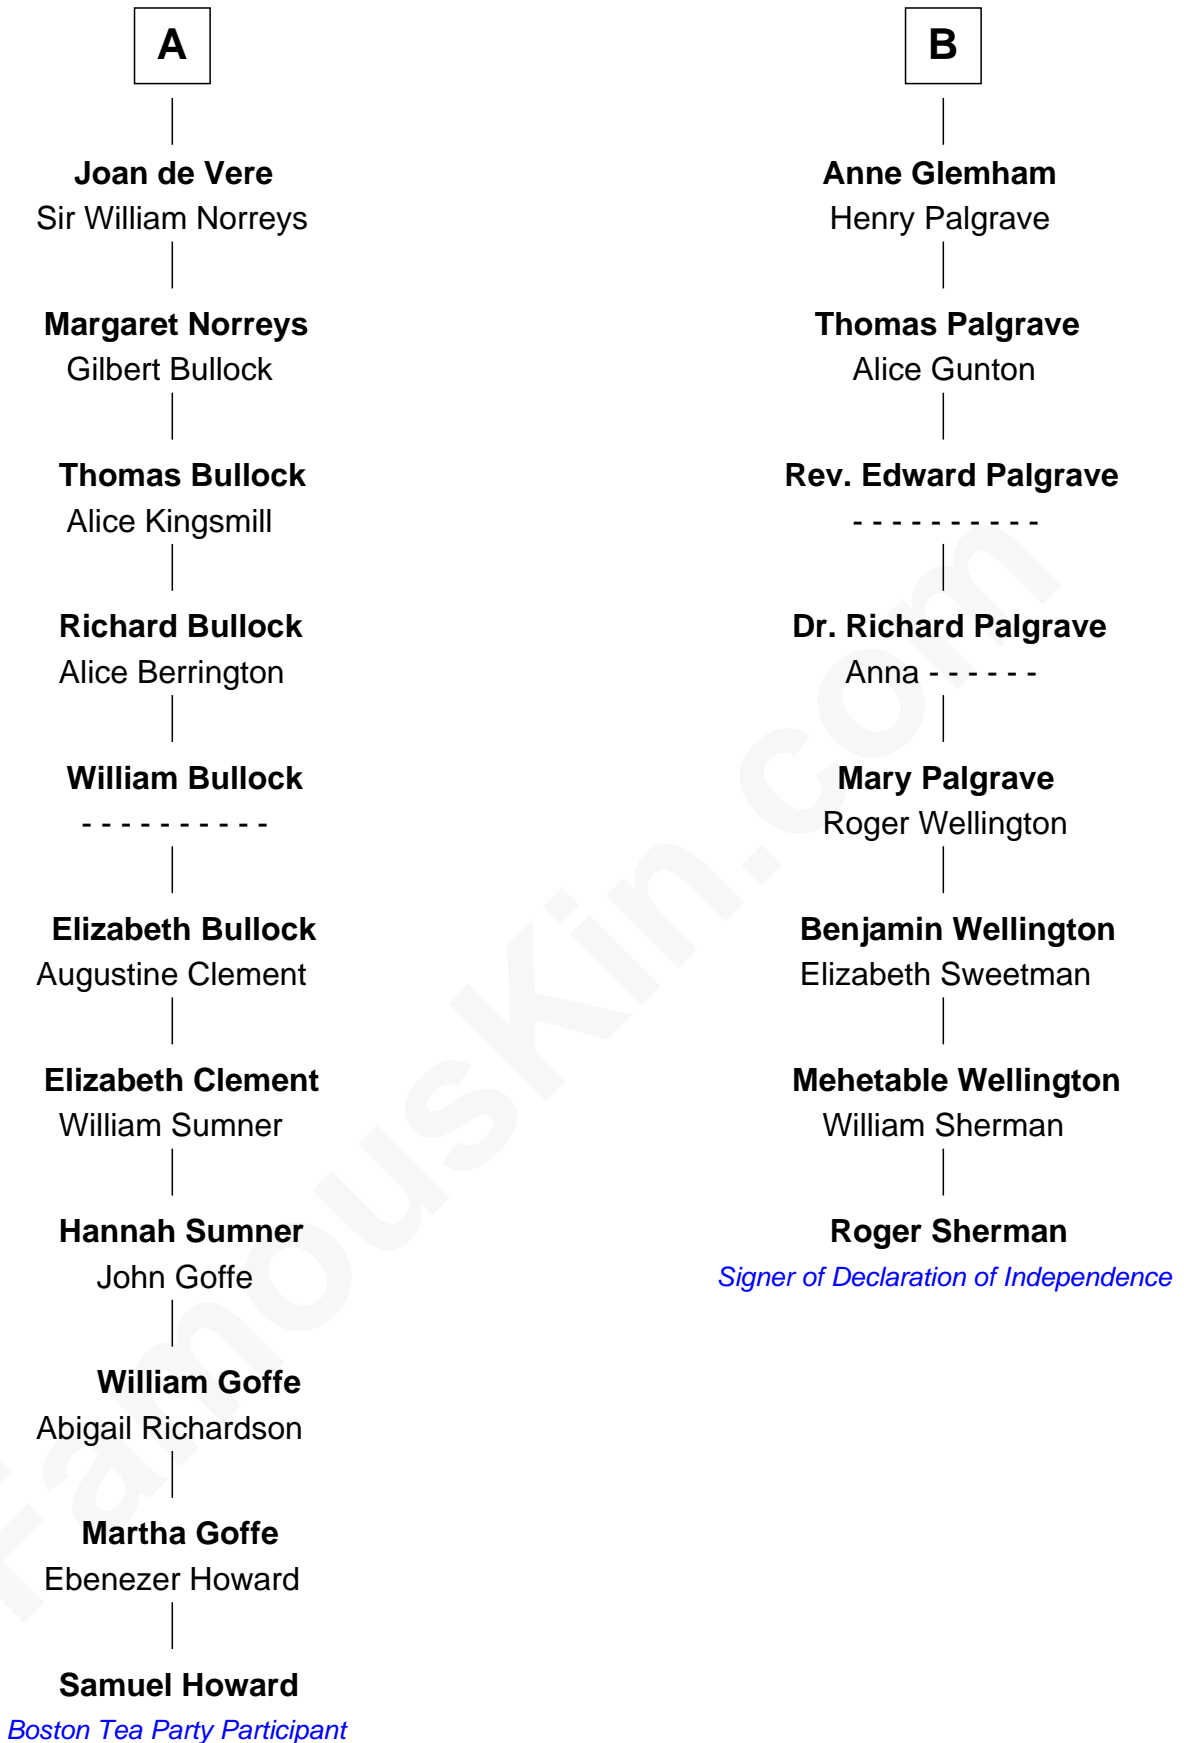 A
Joan de Vere
Sir William Norreys
Margaret Norreys
Gilbert Bullock
Thomas Bullock
Alice Kingsmill
Richard Bullock
Alice Berrington
William Bullock
- - - - - - - - - -
Elizabeth Bullock
Augustine Clement
Elizabeth Clement
William Sumner
Hannah Sumner
John Goffe
William Goffe
Abigail Richardson
Martha Goffe
Ebenezer Howard
Samuel Howard
Boston Tea Party Participant
B
Anne Glemham
Henry Palgrave
Thomas Palgrave
Alice Gunton
Rev. Edward Palgrave
- - - - - - - - - -
Dr. Richard Palgrave
Anna - - - - - -
Mary Palgrave
Roger Wellington
Benjamin Wellington
Elizabeth Sweetman
Mehetable Wellington
William Sherman
Roger Sherman
Signer of Declaration of Independence
FamousKin.com